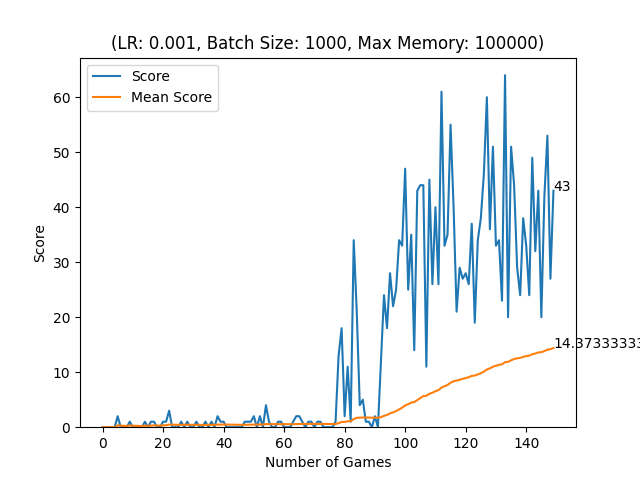 (LR: 0.001, Batch Size: 1000, Max Memory: 100000)
Score
Mean Score
60
50
40
30
20
10
0
Score
43
14.37333333
0 20 40 60 80 100 120 140
Number of Games